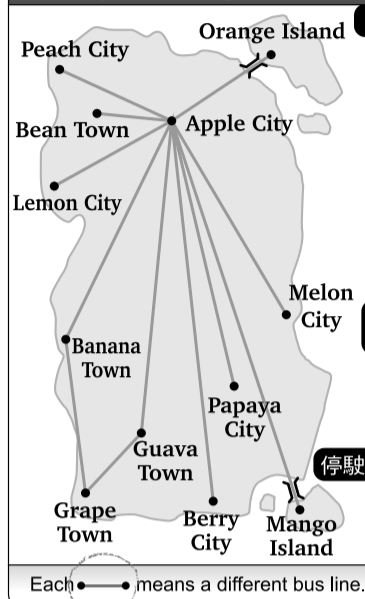 Orange Island
Peach City
Apple City
Bean Town
Lemon City
Melon
City
Banana
Town
Papaya
City
Guava
Town
停駛
Grape
Town
Berry
City
Mango
Island
Each means a different bus line.